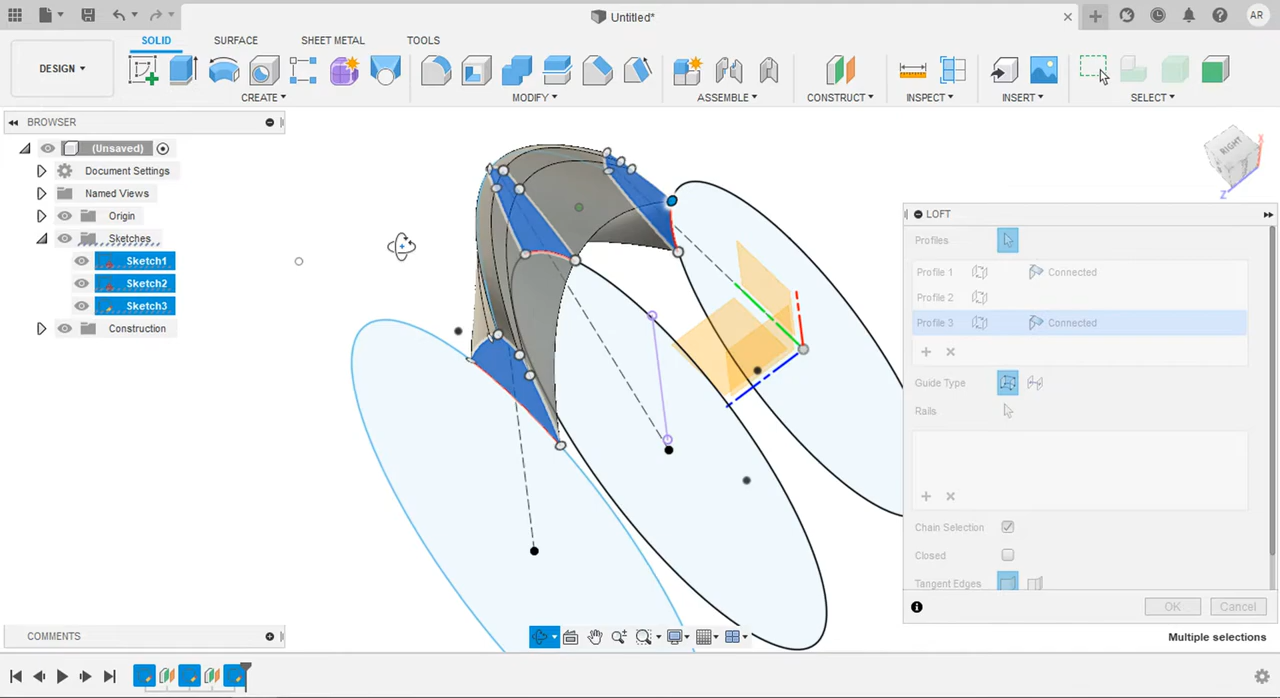 Untitled*
AR
SOLID SURFACE SHEET METAL TOOLS
DESIGN
CREATE MODIFY ASSEMBLE CONSTRUCT INSPECT INSERT SELECT
BROWSER
(Unsaved)
Document Settings
Named Views
Origin
Sketches
Sketch1
Sketch2
Sketch3
Construction
RIGHT
X
Z
LOFT
Profiles
Profile 1 Connected
Profile 2
Profile 3 Connected
Guide Type
Rails
Chain Selection
Closed
Tangent Edges
OK Cancel
COMMENTS
Multiple selections